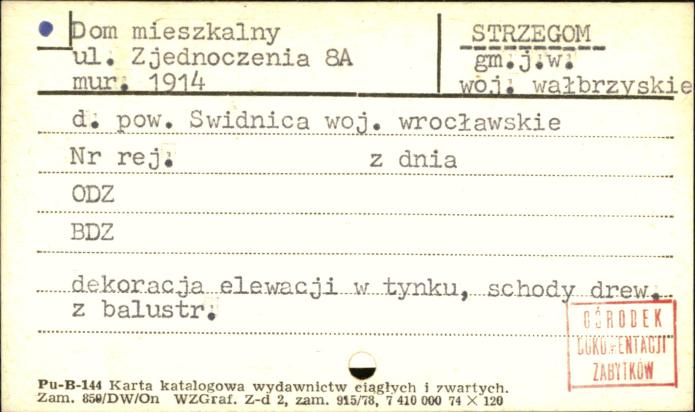 Dom mieszkalny
ul. Zjednoczenia 8A
mur. 1914
STRZEGOM
gm.j.w.
woj. wałbrzyskie
d. pow. Swidnica woj. wrocławskie
Nr rej. z dnia
ODZ
BDZ
dekoracja elewacji w tynku, schody drew.
z balustr.
OŚRODEK
DOKUMENTACJI
ZABYTKÓW
Pu-B-144 Karta katalogowa wydawnictw ciągłych i zwartych.
Zam. 850/DW/On WZGraf. Z-d 2, zam. 915/78, 7 410 000 74 × 120